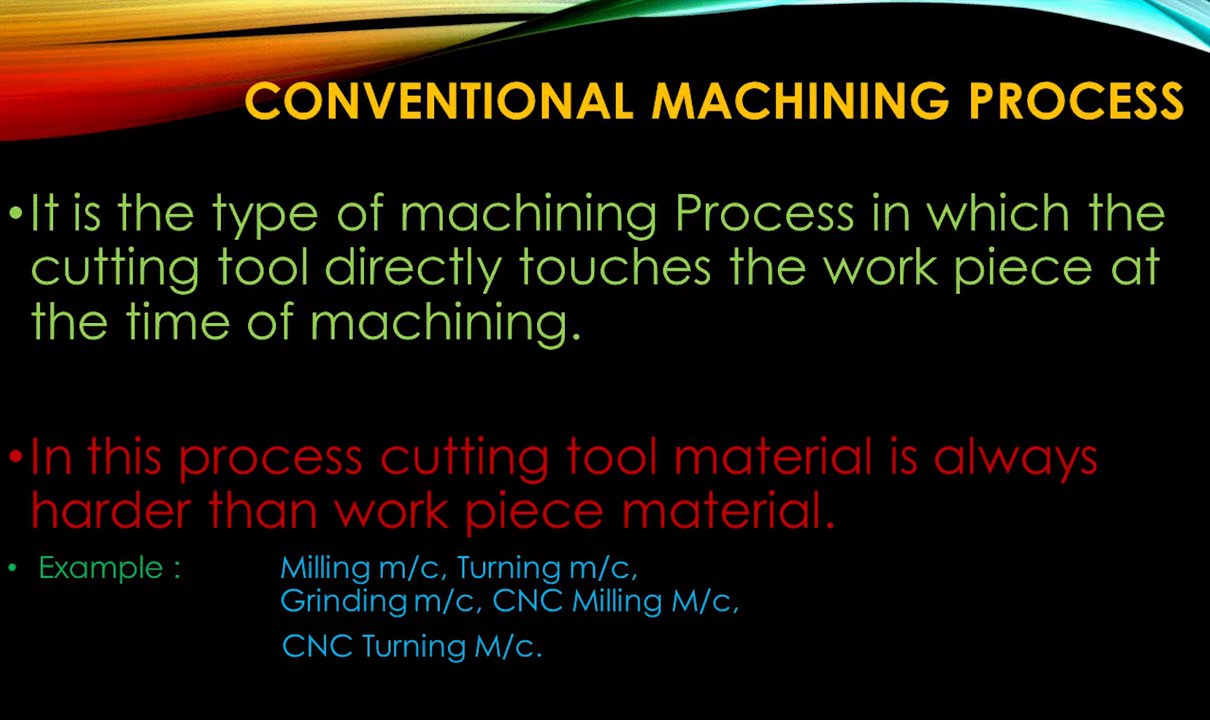 CONVENTIONAL MACHINING PROCESS
•It is the type of machining Process in which the
cutting tool directly touches the work piece at
the time of machining.
•In this process cutting tool material is always
harder than work piece material.
• Example : Milling m/c, Turning m/c,
Grinding m/c, CNC Milling M/c,
CNC Turning M/c.